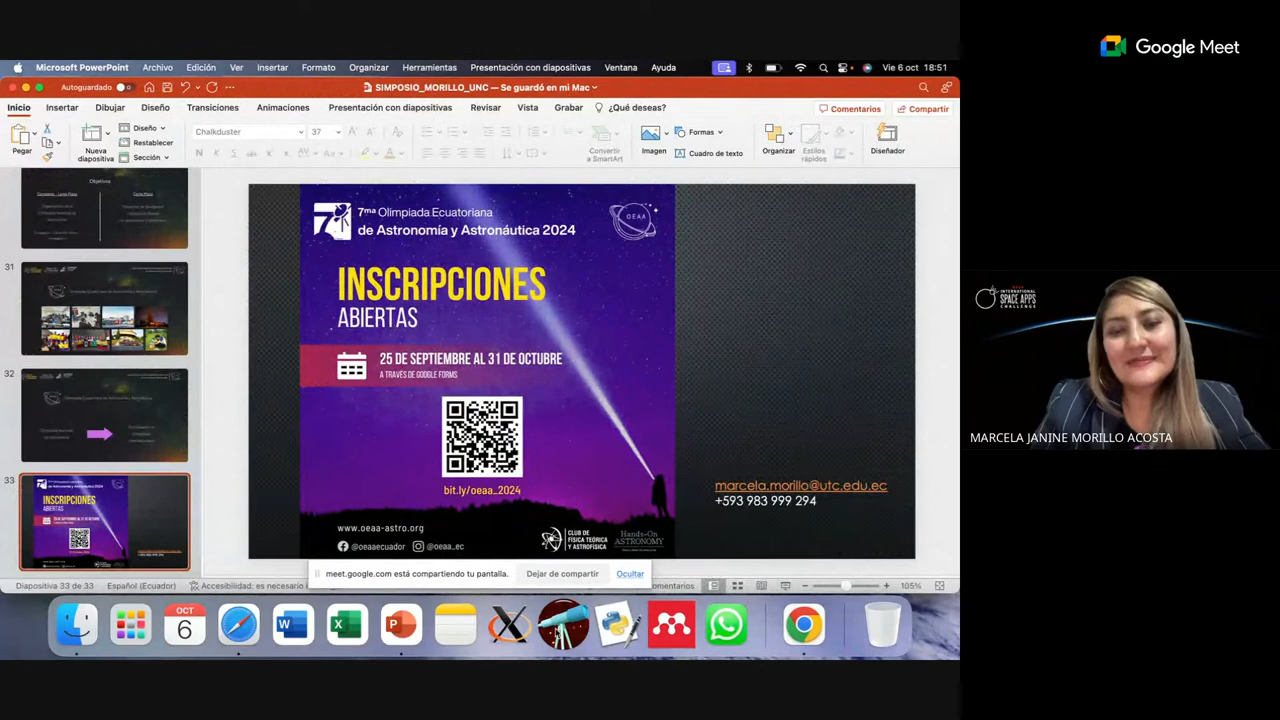 Microsoft PowerPoint Archivo Edición Ver Insertar Formato Organizar Herramientas Presentación con diapositivas Ventana Ayuda Vie 6 oct 18:51
Autoguardado SIMPOSIO_MORILLO_UNC — Se guardó en mi Mac
Inicio Insertar Dibujar Diseño Transiciones Animaciones Presentación con diapositivas Revisar Vista Grabar ¿Qué deseas? Comentarios Compartir
Pegar
Nueva diapositiva
Diseño
Restablecer
Sección
Chalkduster 37
N K S
Convertir a SmartArt
Imagen
Formas
Cuadro de texto
Organizar
Estilos rápidos
Diseñador
Objetivos
31
32
33
7ma Olimpiada Ecuatoriana
de Astronomía y Astronáutica 2024
OEAA
INSCRIPCIONES
ABIERTAS
25 DE SEPTIEMBRE AL 31 DE OCTUBRE
A TRAVÉS DE GOOGLE FORMS
bit.ly/oeaa_2024
www.oeaa-astro.org
@oeaaecuador @oeaa_ec
CLUB DE
FÍSICA TEÓRICA
Y ASTROFÍSICA
Hands-On
ASTRONOMY
marcela.morillo@utc.edu.ec
+593 983 999 294
meet.google.com está compartiendo tu pantalla. Dejar de compartir Ocultar
Diapositiva 33 de 33 Español (Ecuador) Accesibilidad: es necesario 105%
OCT
6
Google Meet
INTERNATIONAL
SPACE APPS
CHALLENGE
MARCELA JANINE MORILLO ACOSTA